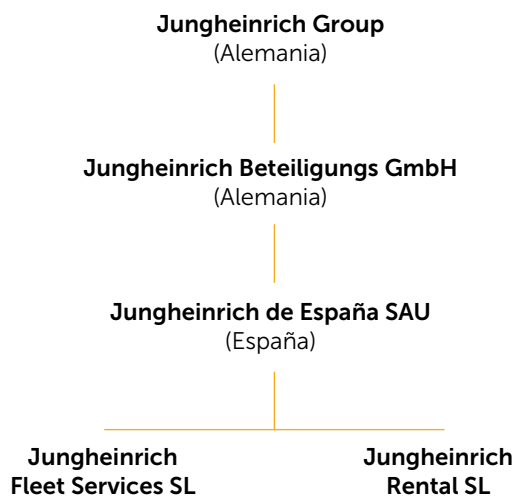 Jungheinrich Group
(Alemania)
Jungheinrich Beteiligungs GmbH
(Alemania)
Jungheinrich de España SAU
(España)
Jungheinrich
Fleet Services SL
Jungheinrich
Rental SL